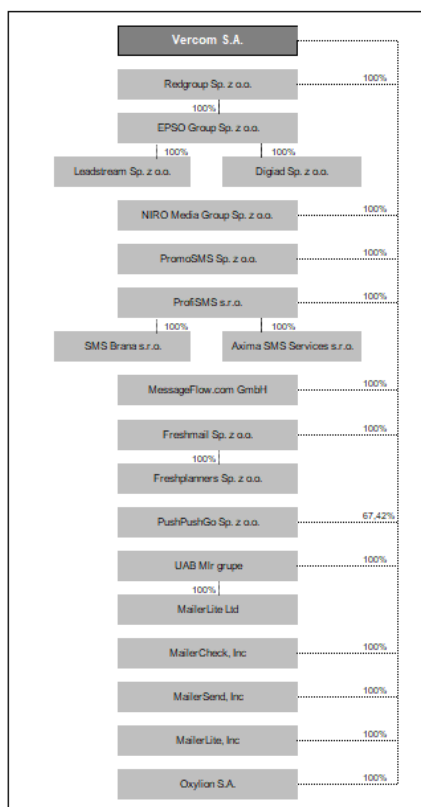 Vercom S.A.
Redgroup Sp. z o.o.
100%
100%
EPSO Group Sp. z o.o.
100%
100%
Leadstream Sp. z o.o.
Digiad Sp. z o.o.
NIRO Media Group Sp. z o.o.
100%
PromoSMS Sp. z o.o.
100%
ProfiSMS s.r.o.
100%
100%
100%
SMS Brana s.r.o.
Axima SMS Services s.r.o.
MessageFlow.com GmbH
100%
Freshmail Sp. z o.o.
100%
100%
Freshplanners Sp. z o.o.
PushPushGo Sp. z o.o.
67,42%
UAB Mlr grupe
100%
100%
MailerLite Ltd
MailerCheck, Inc
100%
MailerSend, Inc
100%
MailerLite, Inc
100%
Oxylion S.A.
100%